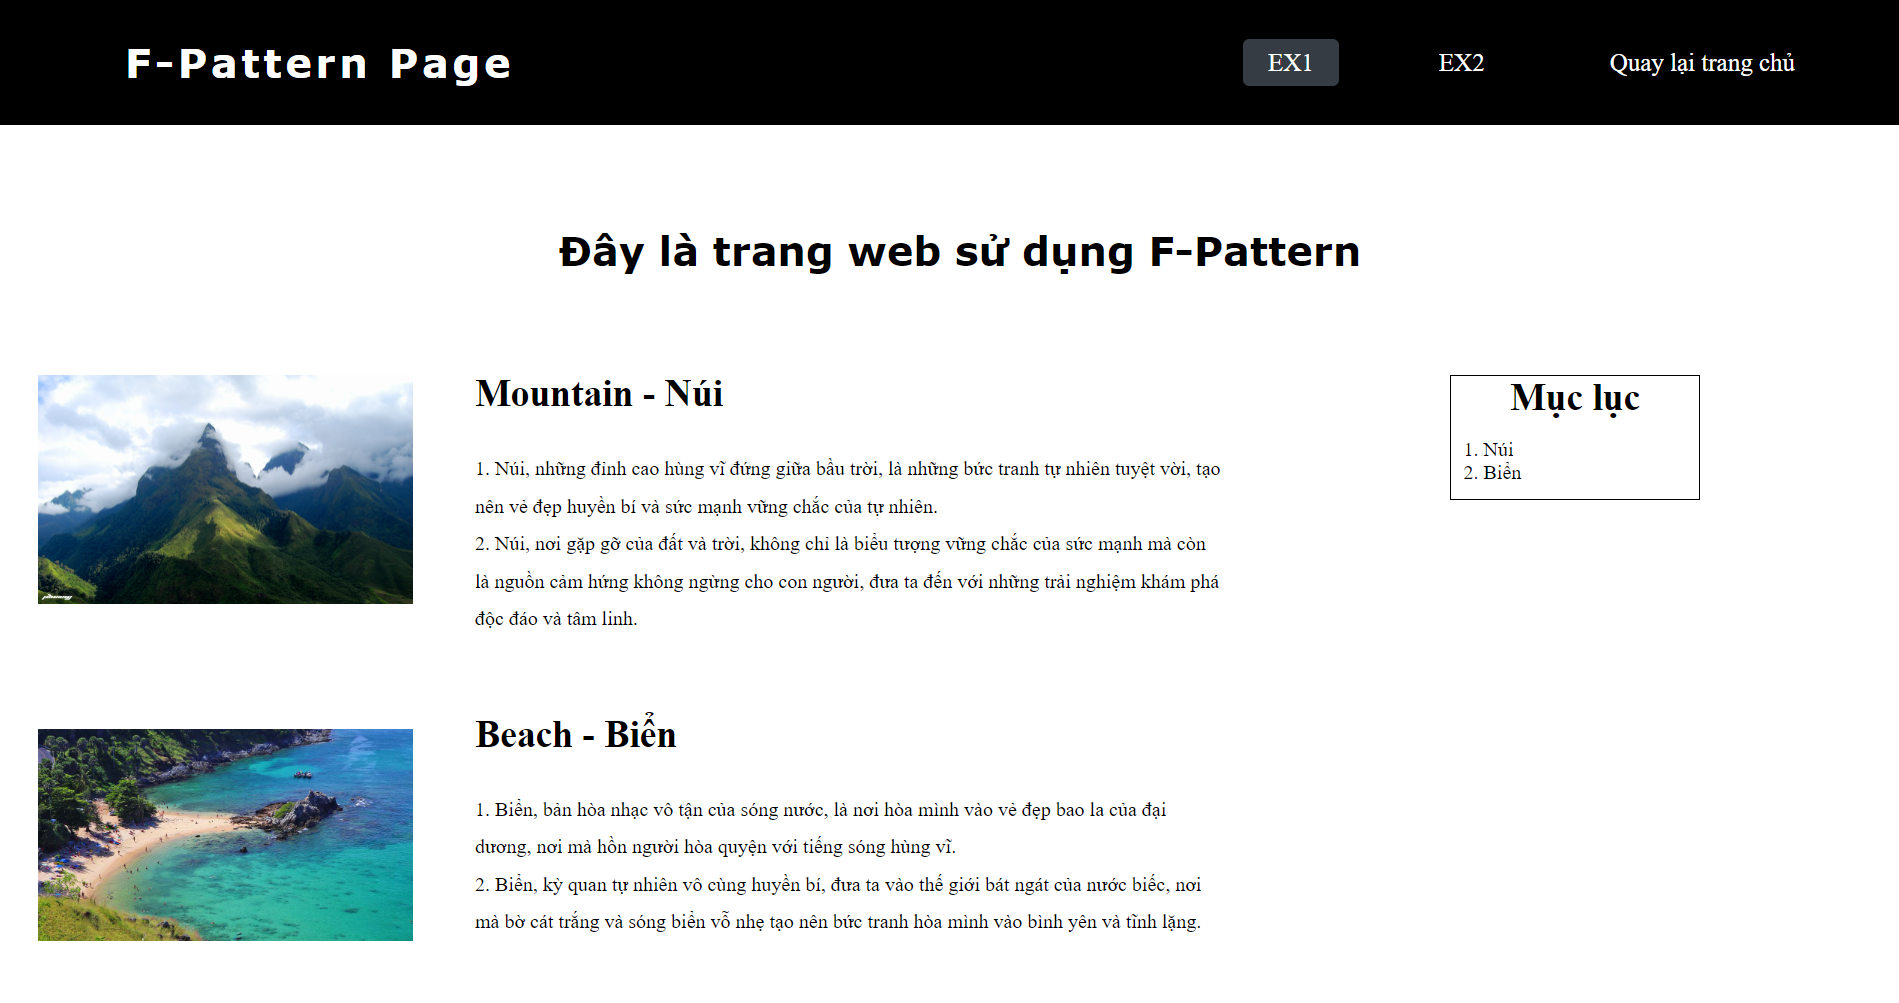 F-Pattern Page
EX1
EX2
Quay lại trang chủ
Đây là trang web sử dụng F-Pattern
Mountain - Núi
1. Núi, những đỉnh cao hùng vĩ đứng giữa bầu trời, là những bức tranh tự nhiên tuyệt vời, tạo
nên vẻ đẹp huyền bí và sức mạnh vững chắc của tự nhiên.
2. Núi, nơi gặp gỡ của đất và trời, không chỉ là biểu tượng vững chắc của sức mạnh mà còn
là nguồn cảm hứng không ngừng cho con người, đưa ta đến với những trải nghiệm khám phá
độc đáo và tâm linh.
Mục lục
1. Núi
2. Biển
Beach - Biển
1. Biển, bản hòa nhạc vô tận của sóng nước, là nơi hòa mình vào vẻ đẹp bao la của đại
dương, nơi mà hồn người hòa quyện với tiếng sóng hùng vĩ.
2. Biển, kỳ quan tự nhiên vô cùng huyền bí, đưa ta vào thế giới bát ngát của nước biếc, nơi
mà bờ cát trắng và sóng biển vỗ nhẹ tạo nên bức tranh hòa mình vào bình yên và tĩnh lặng.